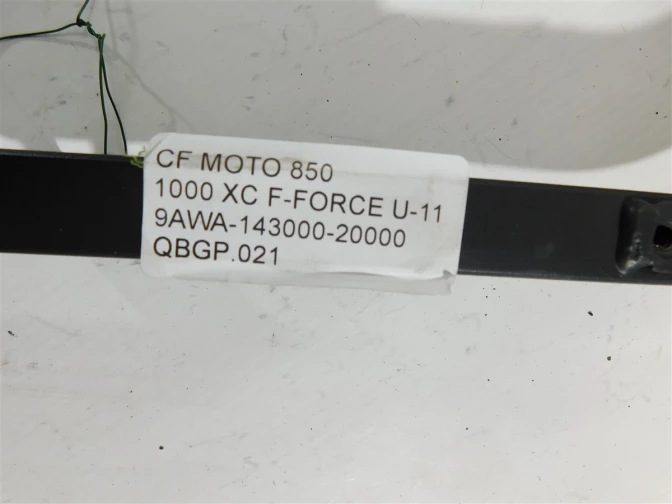 CF MOTO 850
1000 XC F-FORCE U-11
9AWA-143000-20000
QBGP.021